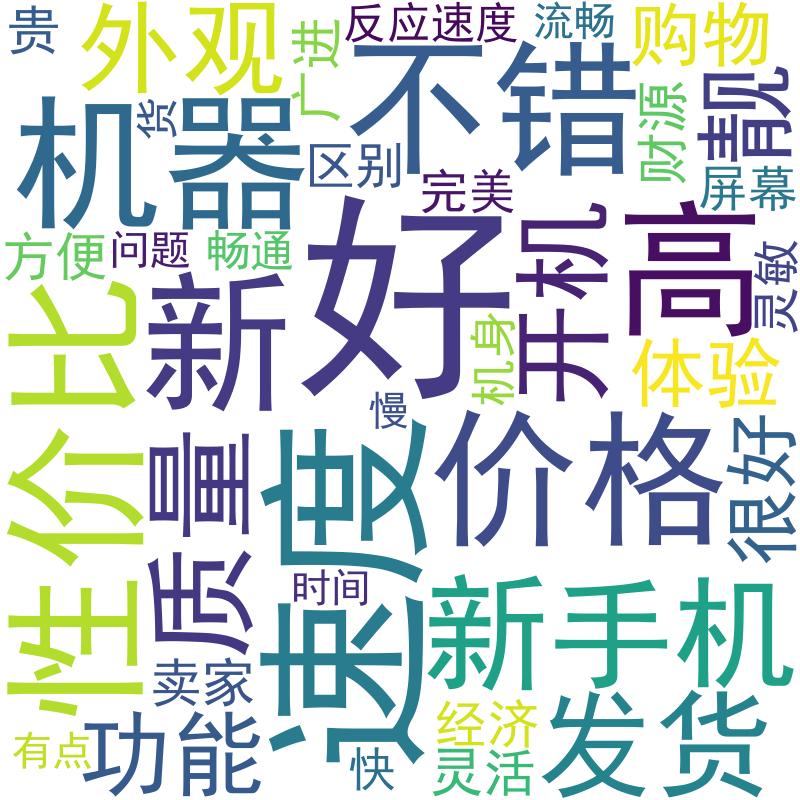 贵
外观
广进
反应速度
流畅
购物
机器
货
不错
区别
财源
靓
完美
屏幕
方便
问题
畅通
新
好
开机
高
灵敏
性价比
机身
体验
慢
质量
速度
价格
很好
时间
新手机
卖家
有点
功能
快
经济
灵活
发货